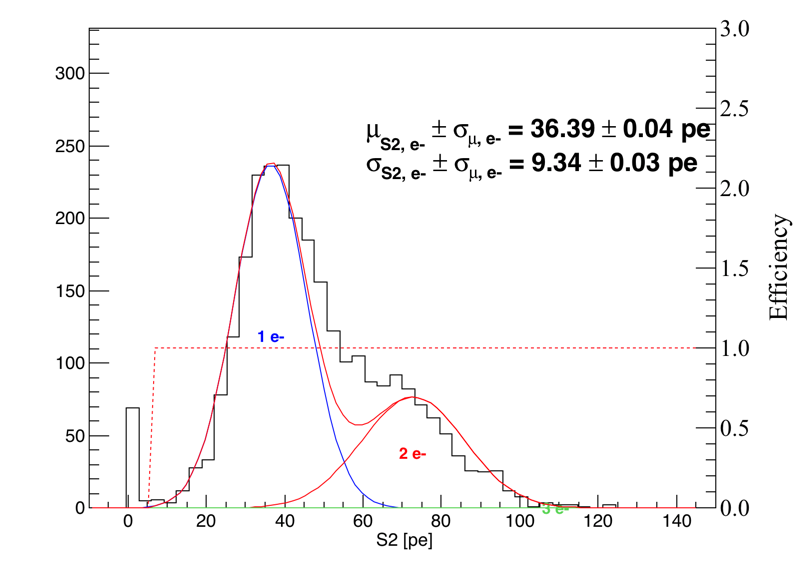 μS2, e- ± σμ, e- = 36.39 ± 0.04 pe
σS2, e- ± σμ, e- = 9.34 ± 0.03 pe
300
250
200
150
100
50
0
3.0
2.5
2.0
1.5
1.0
0.5
0.0
Efficiency
1 e-
2 e-
3 e-
0 20 40 60 80 100 120 140
S2 [pe]